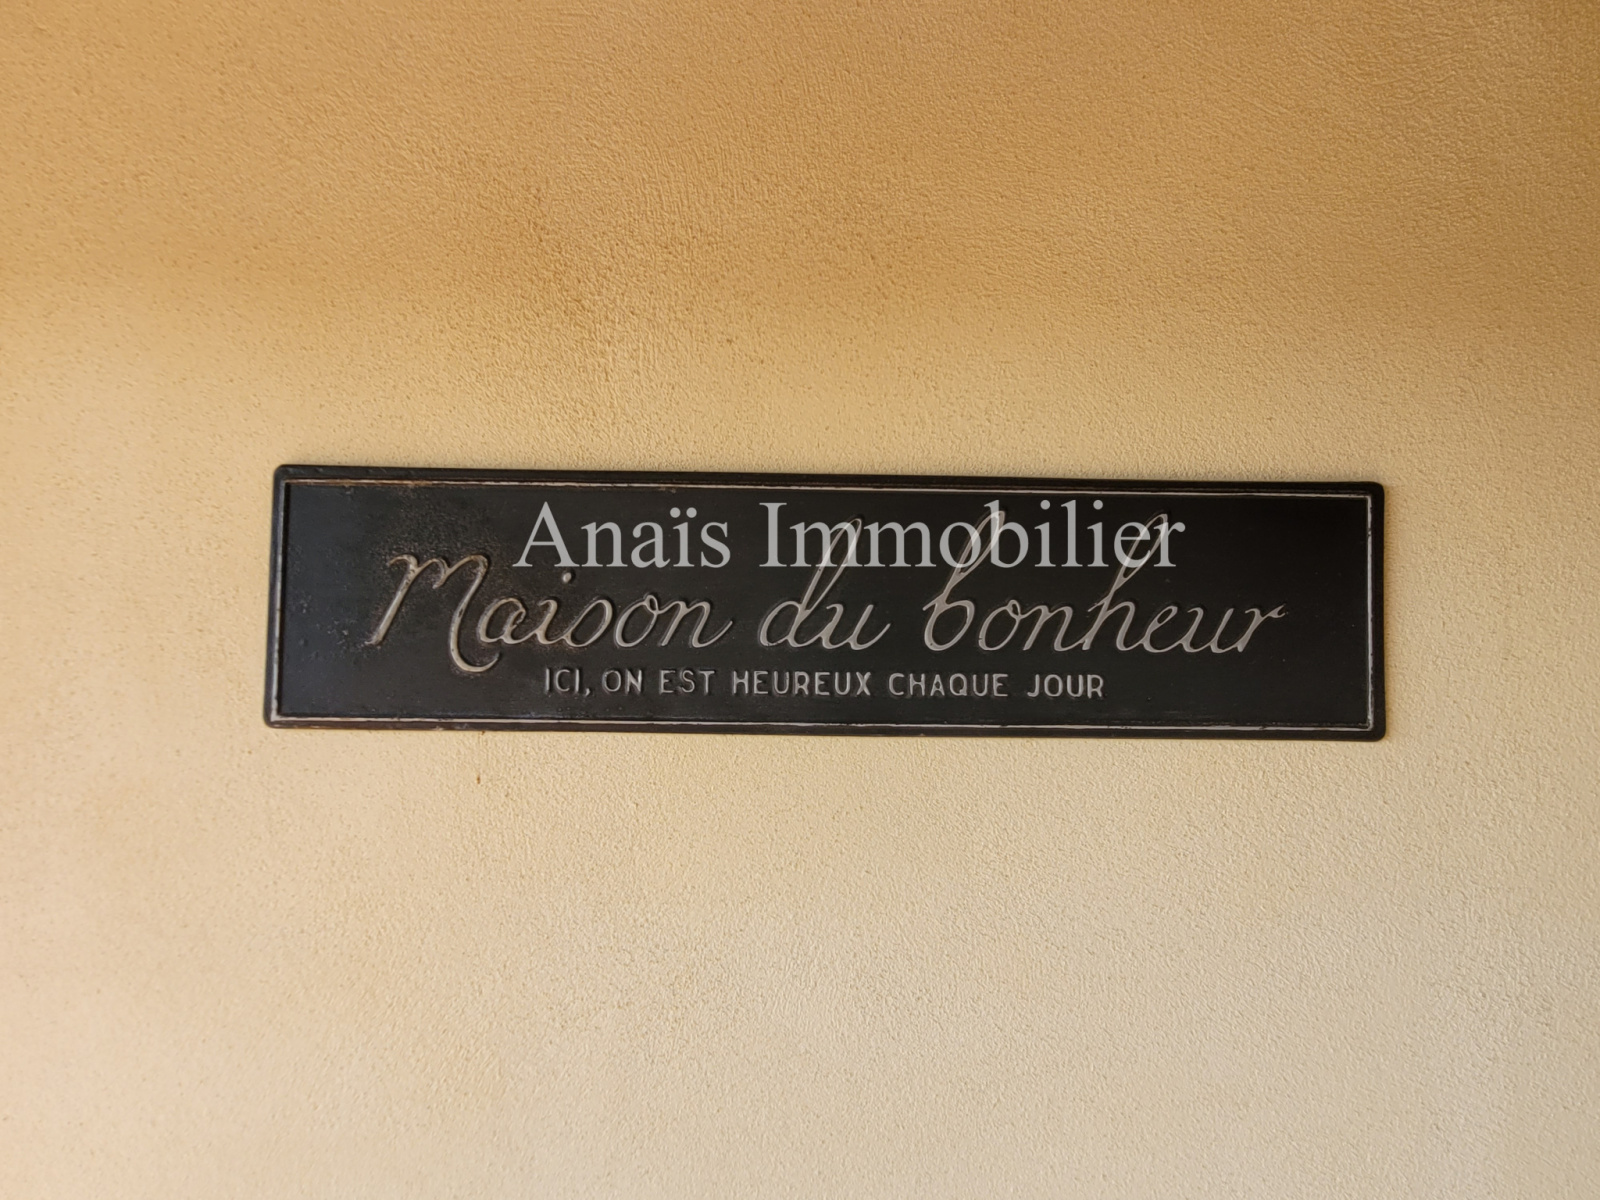 Anaïs Immobilier
Maison du bonheur
ICI, ON EST HEUREUX CHAQUE JOUR